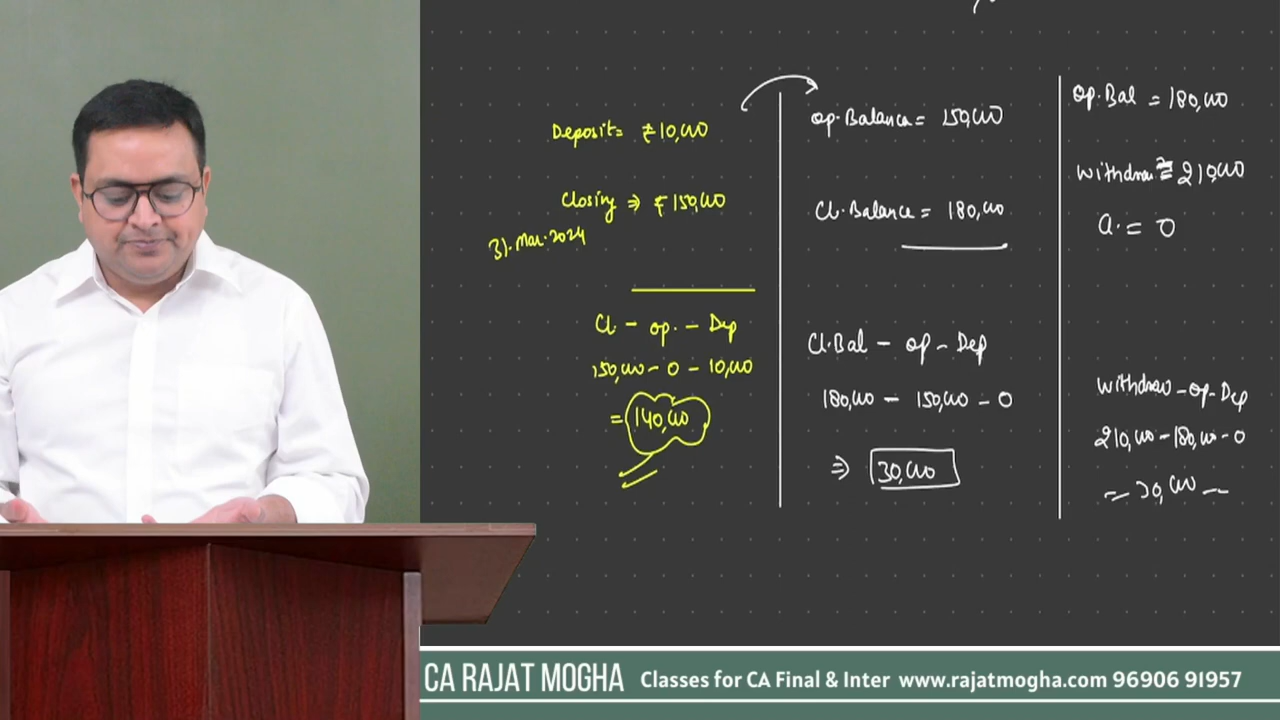 Deposit = ₹10,000
Closing ⇒ ₹150,000
31.Mar.2024
Cl. - op. - Dep
150,000 - 0 - 10,000
= 140,000
op. Balance = 150,000
Cl. Balance = 180,000
Cl. Bal - op - Dep
180,000 - 150,000 - 0
⇒ 30,000
op. Bal = 180,000
withdraw = 210,000
Cl. = 0
withdraw - op - Dep
210,000 - 180,000 - 0
= 30,000 -
CA RAJAT MOGHA Classes for CA Final & Inter www.rajatmogha.com 96906 91957